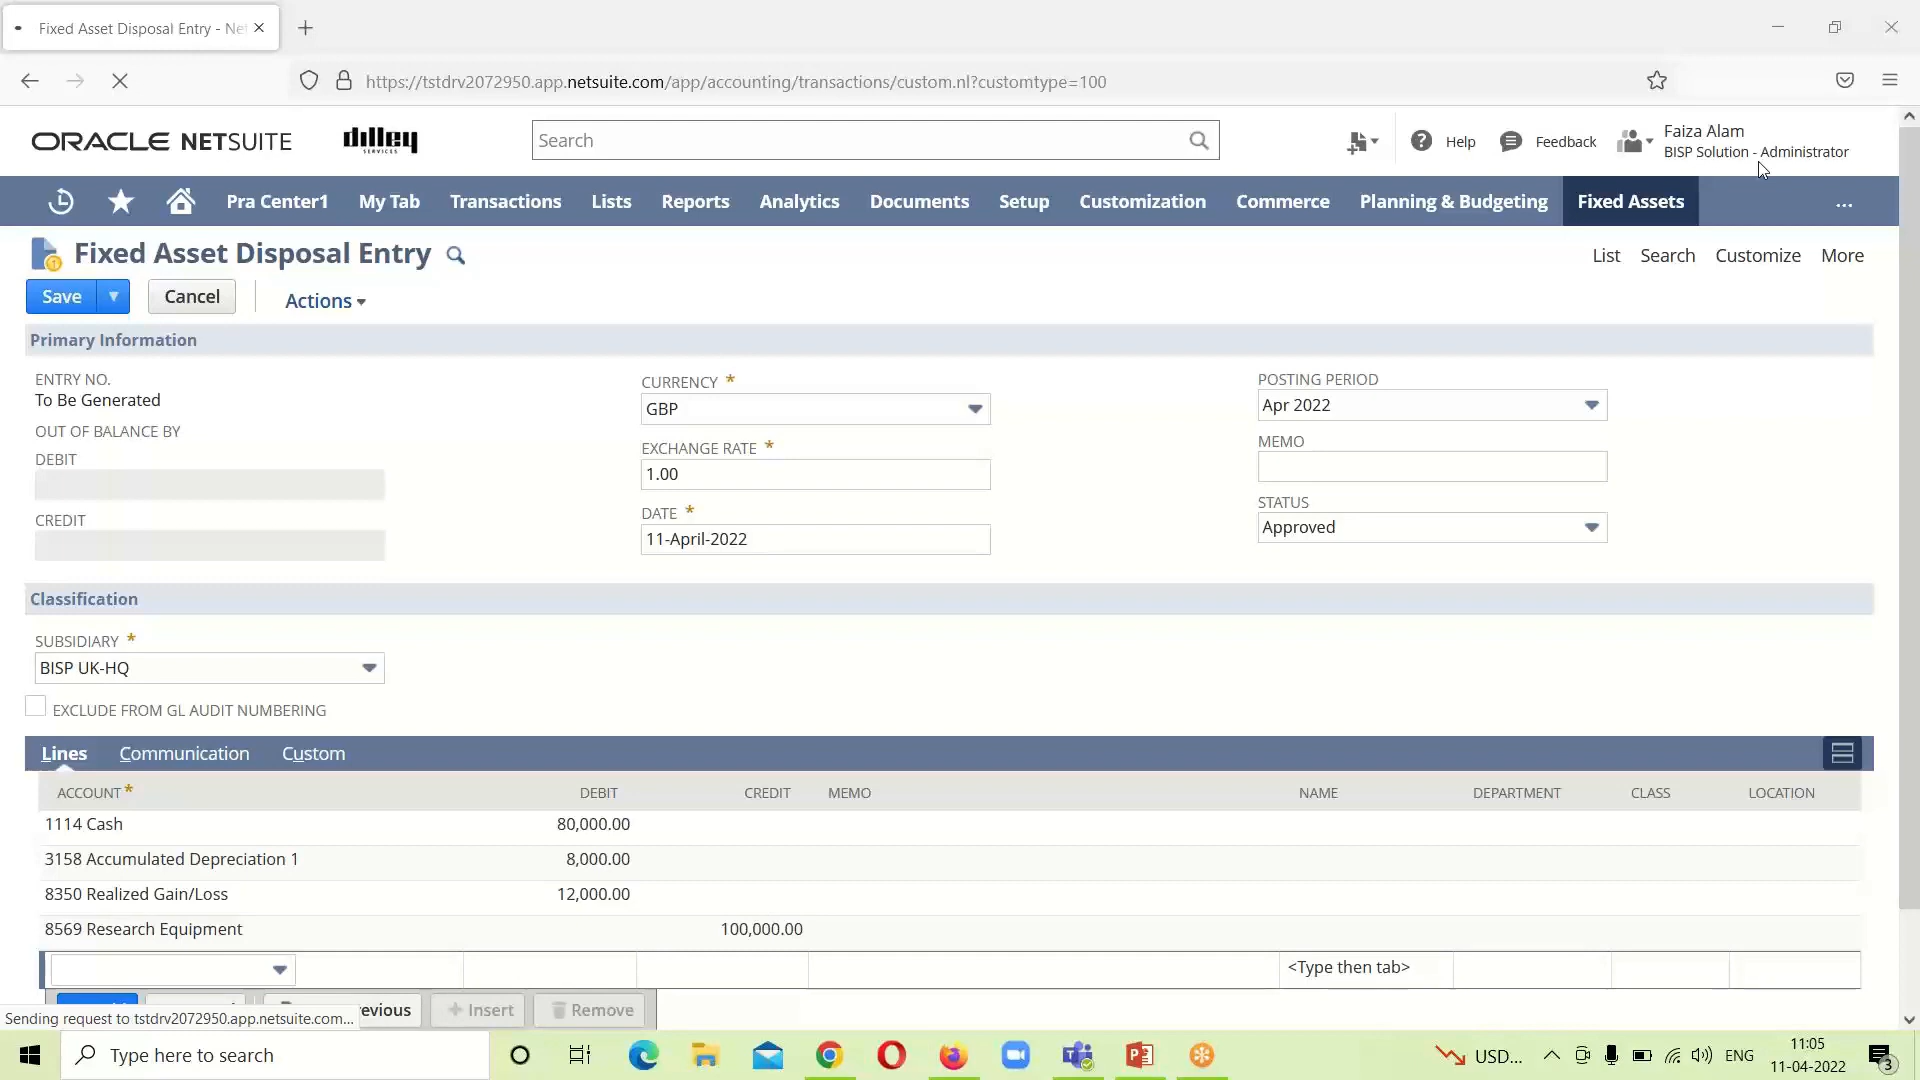 Fixed Asset Disposal Entry - Net
https://tstdrv2072950.app.netsuite.com/app/accounting/transactions/custom.nl?customtype=100
ORACLE NETSUITE
dilley
SERVICES
Search
Help
Feedback
Faiza Alam
BISP Solution - Administrator
Pra Center1
My Tab
Transactions
Lists
Reports
Analytics
Documents
Setup
Customization
Commerce
Planning & Budgeting
Fixed Assets
...
Fixed Asset Disposal Entry
List
Search
Customize
More
Save
Cancel
Actions
Primary Information
ENTRY NO.
To Be Generated
OUT OF BALANCE BY
DEBIT
CREDIT
CURRENCY *
GBP
EXCHANGE RATE *
1.00
DATE *
11-April-2022
POSTING PERIOD
Apr 2022
MEMO
STATUS
Approved
Classification
SUBSIDIARY *
BISP UK-HQ
EXCLUDE FROM GL AUDIT NUMBERING
Lines
Communication
Custom
ACCOUNT * DEBIT CREDIT MEMO NAME DEPARTMENT CLASS LOCATION
1114 Cash 80,000.00
3158 Accumulated Depreciation 1 8,000.00
8350 Realized Gain/Loss 12,000.00
8569 Research Equipment 100,000.00
<Type then tab>
evious
+ Insert
Remove
Sending request to tstdrv2072950.app.netsuite.com...
Type here to search
USD...
ENG
11:05
11-04-2022
3